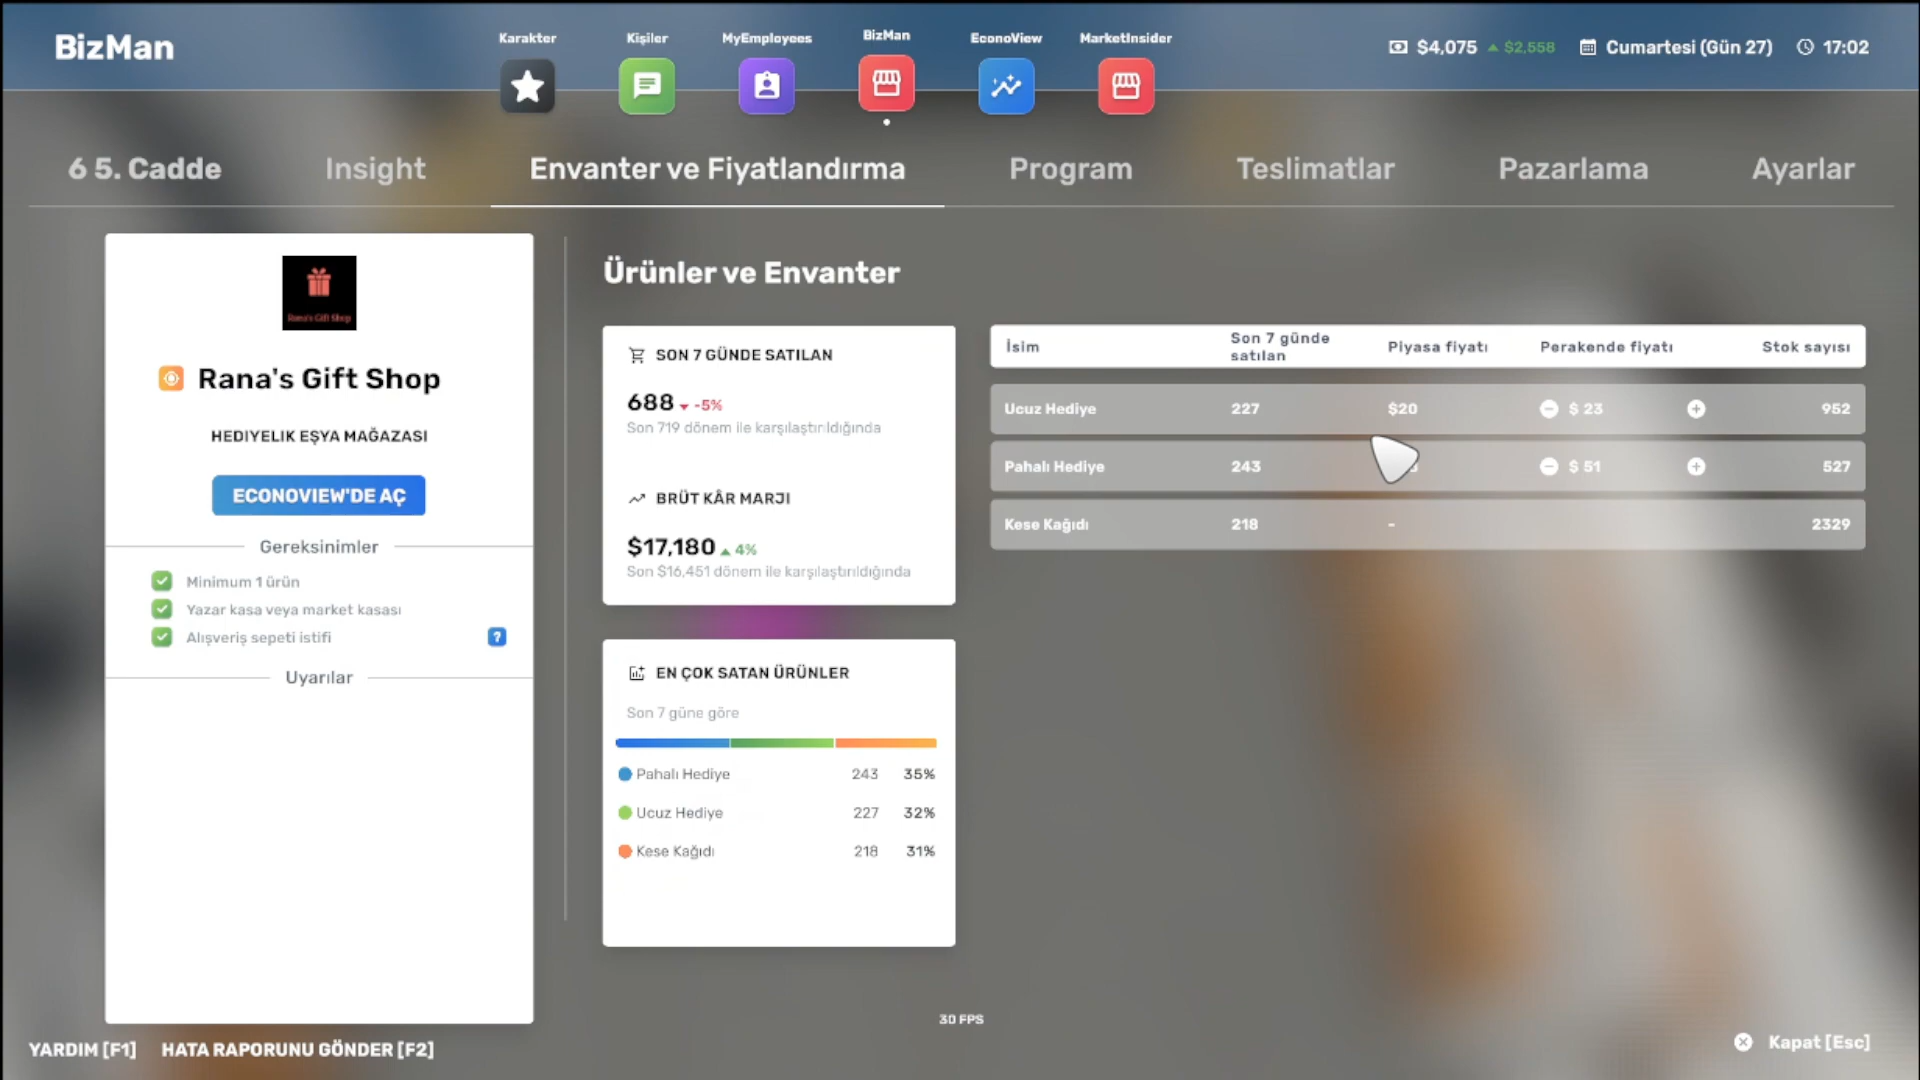 BizMan
Karakter
Kişiler
MyEmployees
BizMan
EconoView
MarketInsider
$4,075 $2,558 Cumartesi (Gün 27) 17:02
6 5. Cadde
Insight
Envanter ve Fiyatlandırma
Program
Teslimatlar
Pazarlama
Ayarlar
Rana's Gift Shop
Rana's Gift Shop
HEDIYELIK EŞYA MAĞAZASI
ECONOVIEW'DE AÇ
Gereksinimler
Minimum 1 ürün
Yazar kasa veya market kasası
Alışveriş sepeti istifi
?
Uyarılar
Ürünler ve Envanter
SON 7 GÜNDE SATILAN
688 -5%
Son 719 dönem ile karşılaştırıldığında
BRÜT KÂR MARJI
$17,180 4%
Son $16,451 dönem ile karşılaştırıldığında
EN ÇOK SATAN ÜRÜNLER
Son 7 güne göre
Pahalı Hediye 243 35%
Ucuz Hediye 227 32%
Kese Kağıdı 218 31%
İsim
Son 7 günde
satılan
Piyasa fiyatı
Perakende fiyatı
Stok sayısı
Ucuz Hediye 227 $20 $ 23 952
Pahalı Hediye 243 $ 51 527
Kese Kağıdı 218 - 2329
30 FPS
YARDIM [F1]
HATA RAPORUNU GÖNDER [F2]
Kapat [Esc]